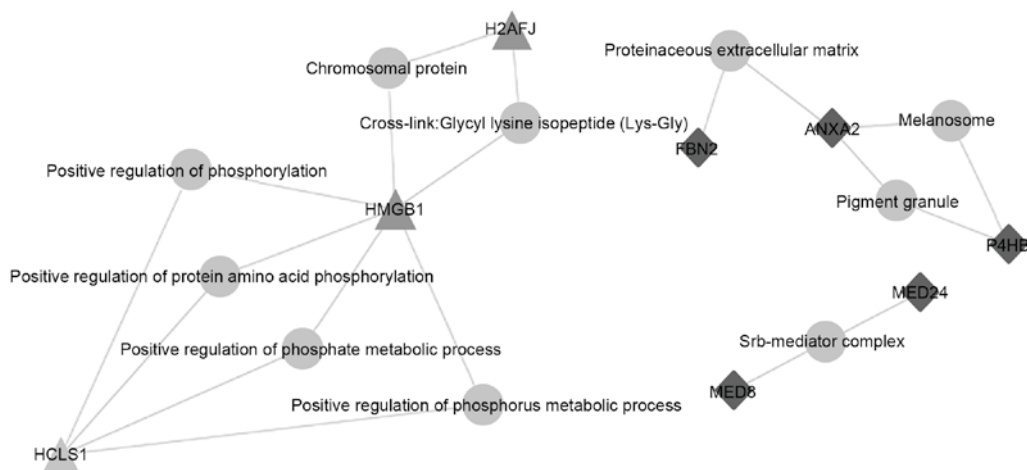 H2AFJ
Proteinaceous extracellular matrix
Chromosomal protein
Cross-link:Glycyl lysine isopeptide (Lys-Gly)
ANXA2
Melanosome
FBN2
Positive regulation of phosphorylation
Pigment granule
HMGB1
P4HB
Positive regulation of protein amino acid phosphorylation
MED24
Srb-mediator complex
Positive regulation of phosphate metabolic process
MED8
Positive regulation of phosphorus metabolic process
HCLS1